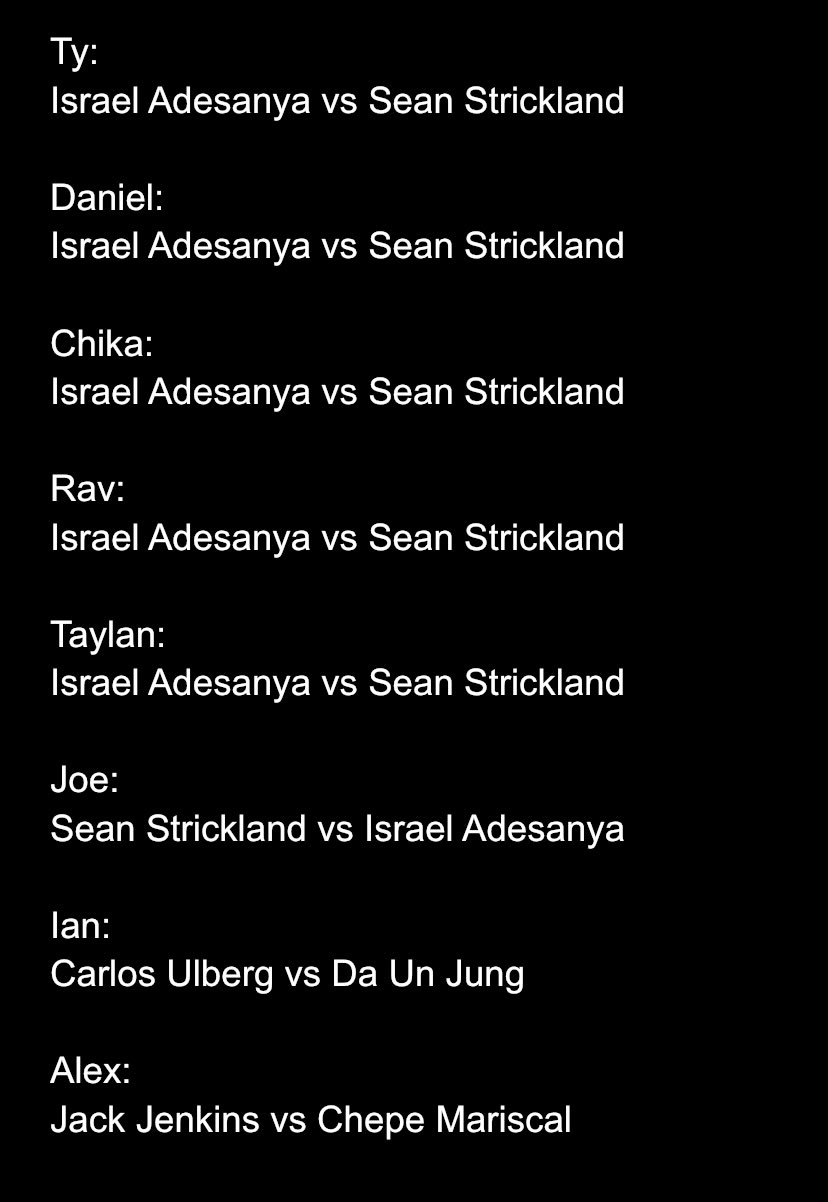 Ty:
Israel Adesanya vs Sean Strickland
Daniel:
Israel Adesanya vs Sean Strickland
Chika:
Israel Adesanya vs Sean Strickland
Rav:
Israel Adesanya vs Sean Strickland
Taylan:
Israel Adesanya vs Sean Strickland
Joe:
Sean Strickland vs Israel Adesanya
Ian:
Carlos Ulberg vs Da Un Jung
Alex:
Jack Jenkins vs Chepe Mariscal